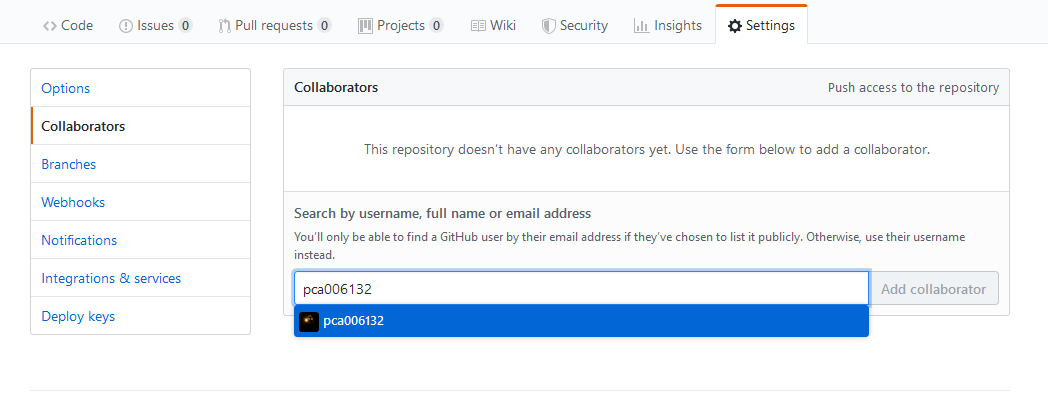 Code Issues 0 Pull requests 0 Projects 0 Wiki Security Insights Settings
Options
Collaborators
Branches
Webhooks
Notifications
Integrations & services
Deploy keys
Collaborators Push access to the repository
This repository doesn't have any collaborators yet. Use the form below to add a collaborator.
Search by username, full name or email address
You'll only be able to find a GitHub user by their email address if they've chosen to list it publicly. Otherwise, use their username
instead.
pca006132 Add collaborator
pca006132